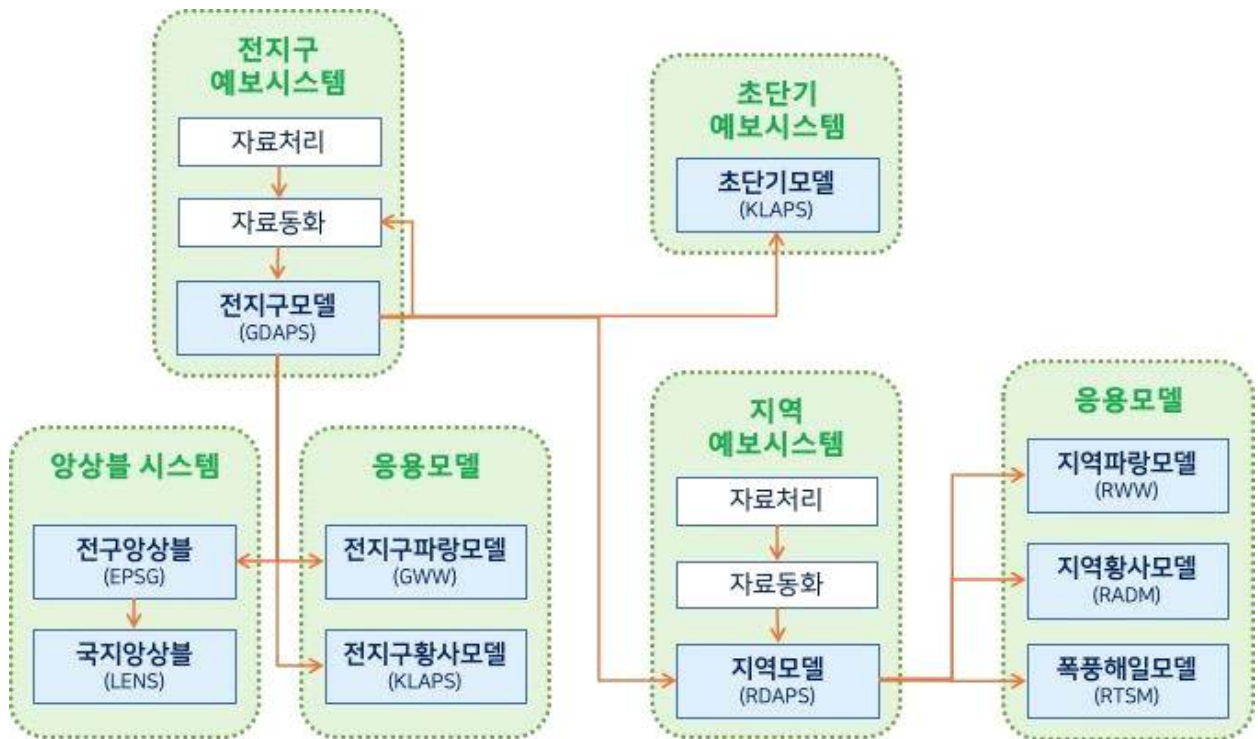 전지구
예보시스템
자료처리
자료동화
전지구모델
(GDAPS)
초단기
예보시스템
초단기모델
(KLAPS)
앙상블 시스템
전구앙상블
(EPSG)
국지앙상블
(LENS)
응용모델
전지구파랑모델
(GWW)
전지구황사모델
(KLAPS)
지역
예보시스템
자료처리
자료동화
지역모델
(RDAPS)
응용모델
지역파랑모델
(RWW)
지역황사모델
(RADM)
폭풍해일모델
(RTSM)